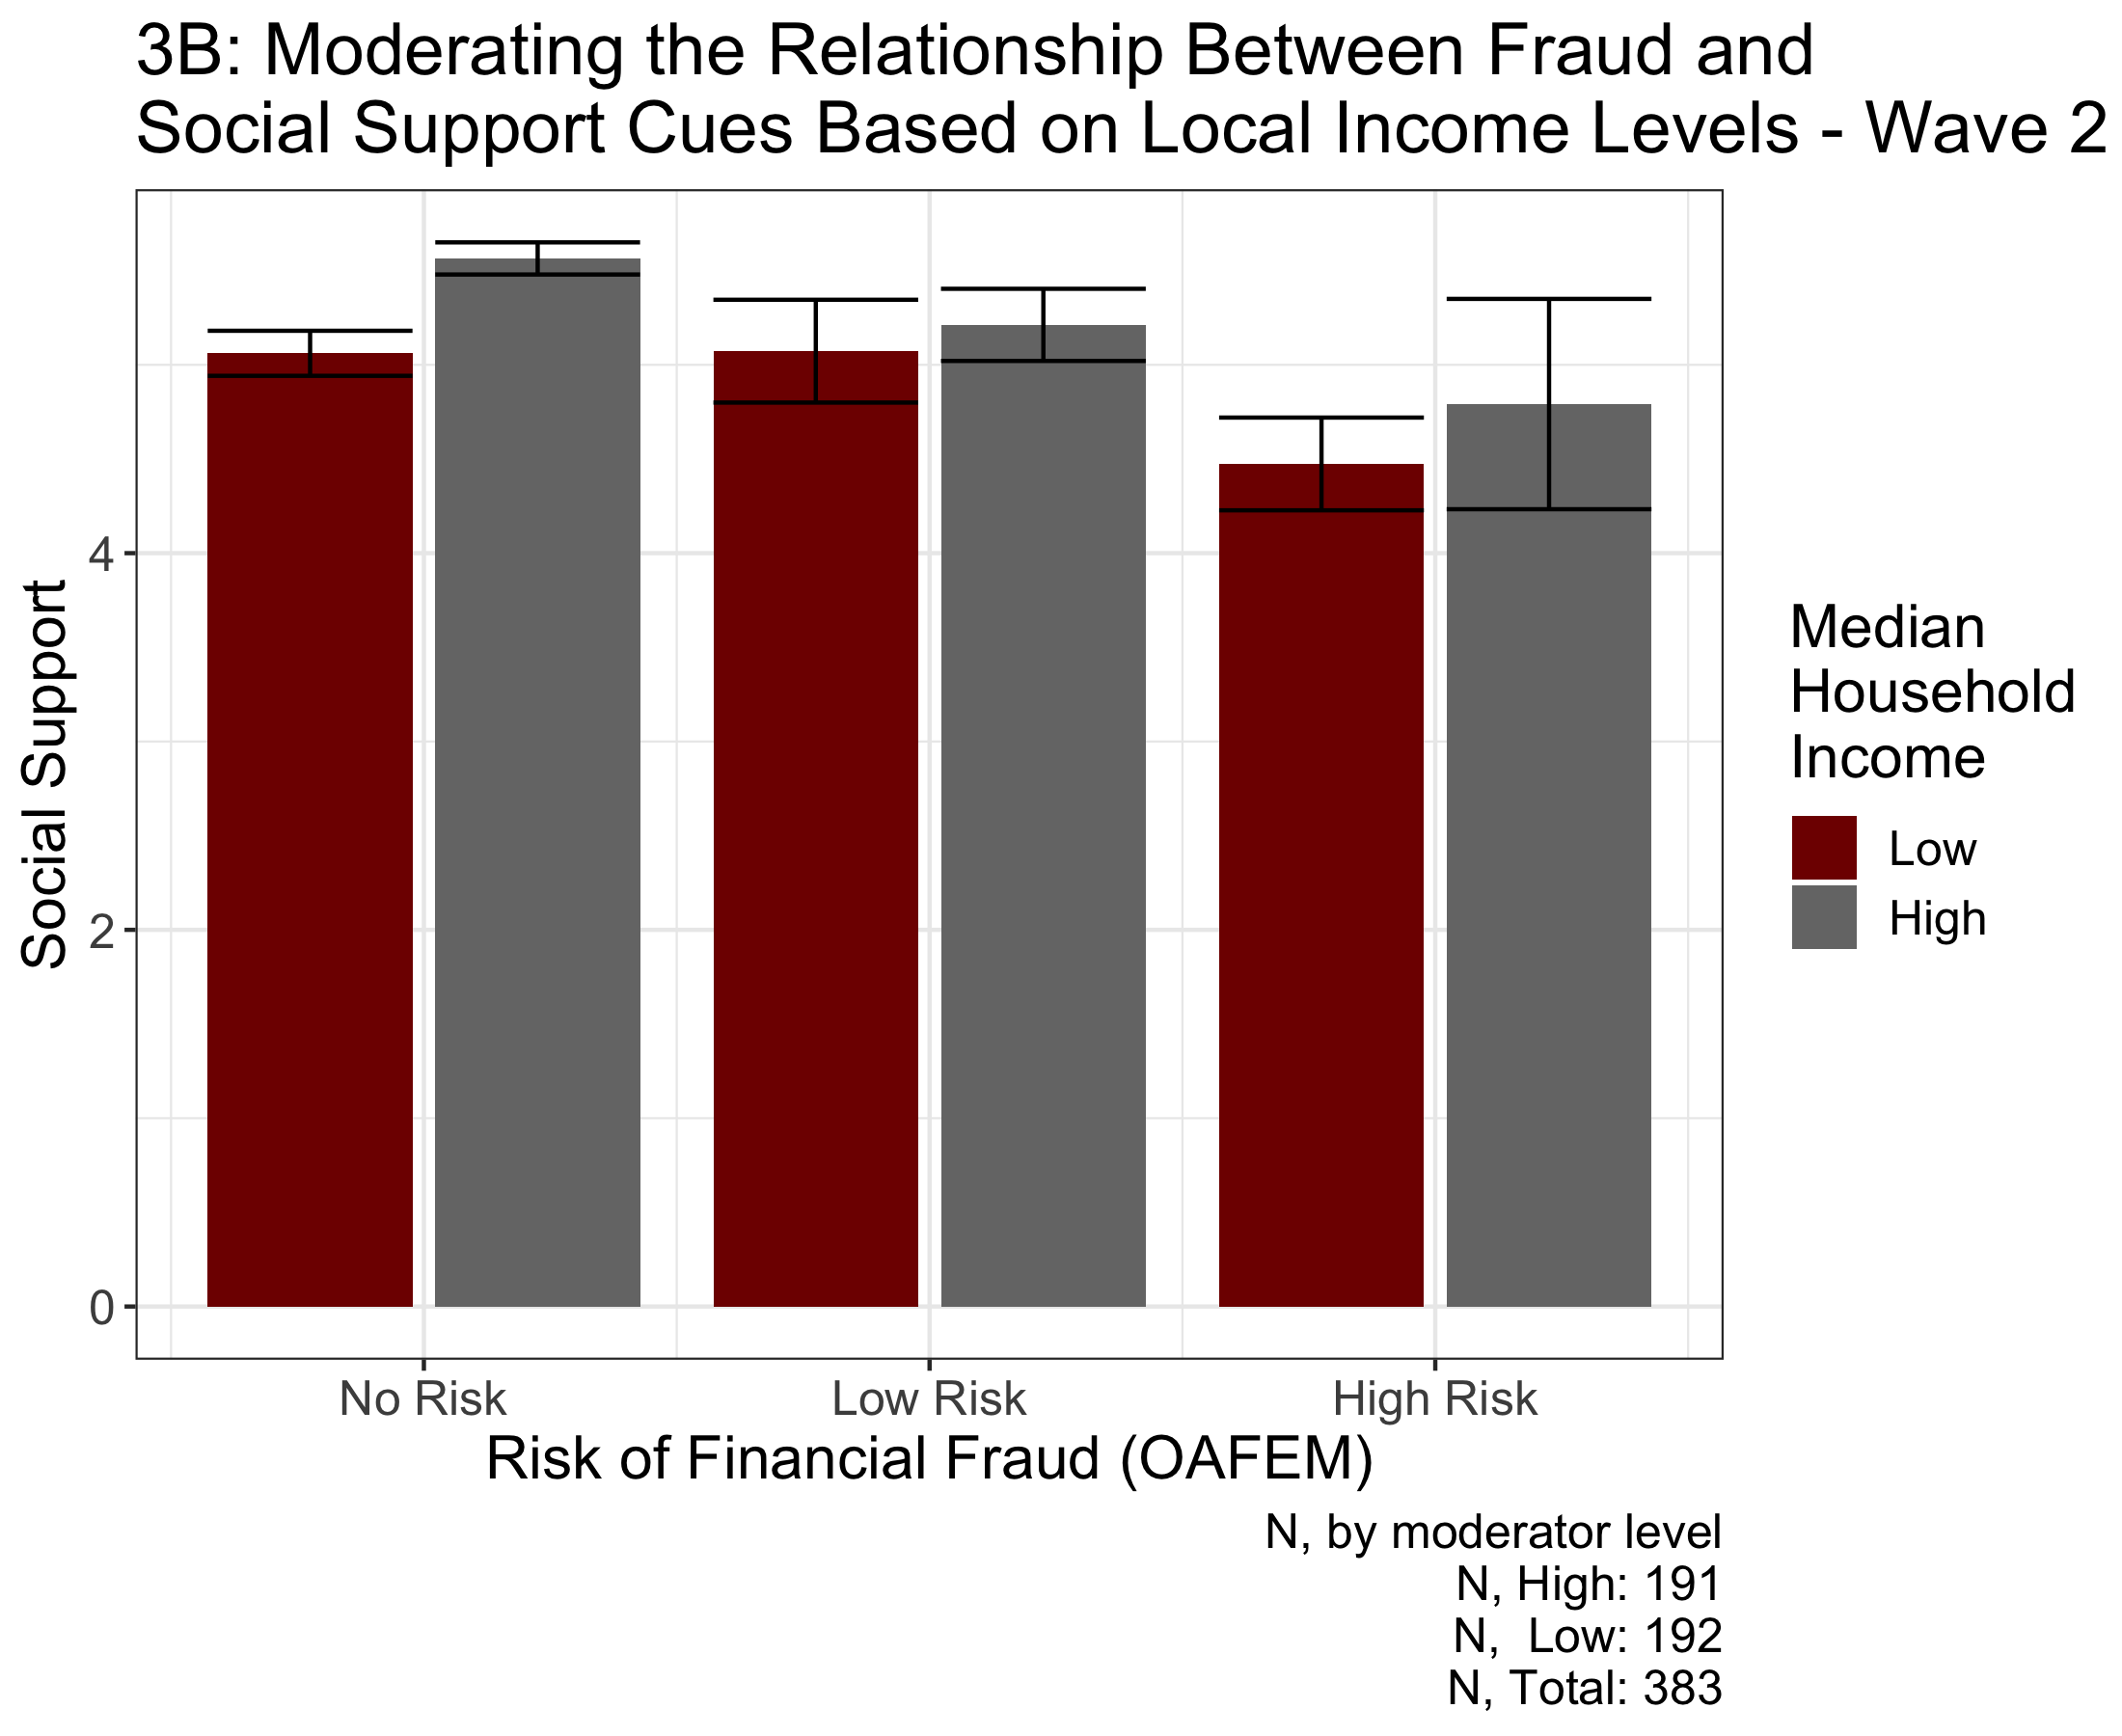 3B: Moderating the Relationship Between Fraud and
Social Support Cues Based on Local Income Levels - Wave 2
Social Support
4
2
0
No Risk
Low Risk
High Risk
Risk of Financial Fraud (OAFEM)
Median
Household
Income
Low
High
N, by moderator level
N, High: 191
N,  Low: 192
N, Total: 383